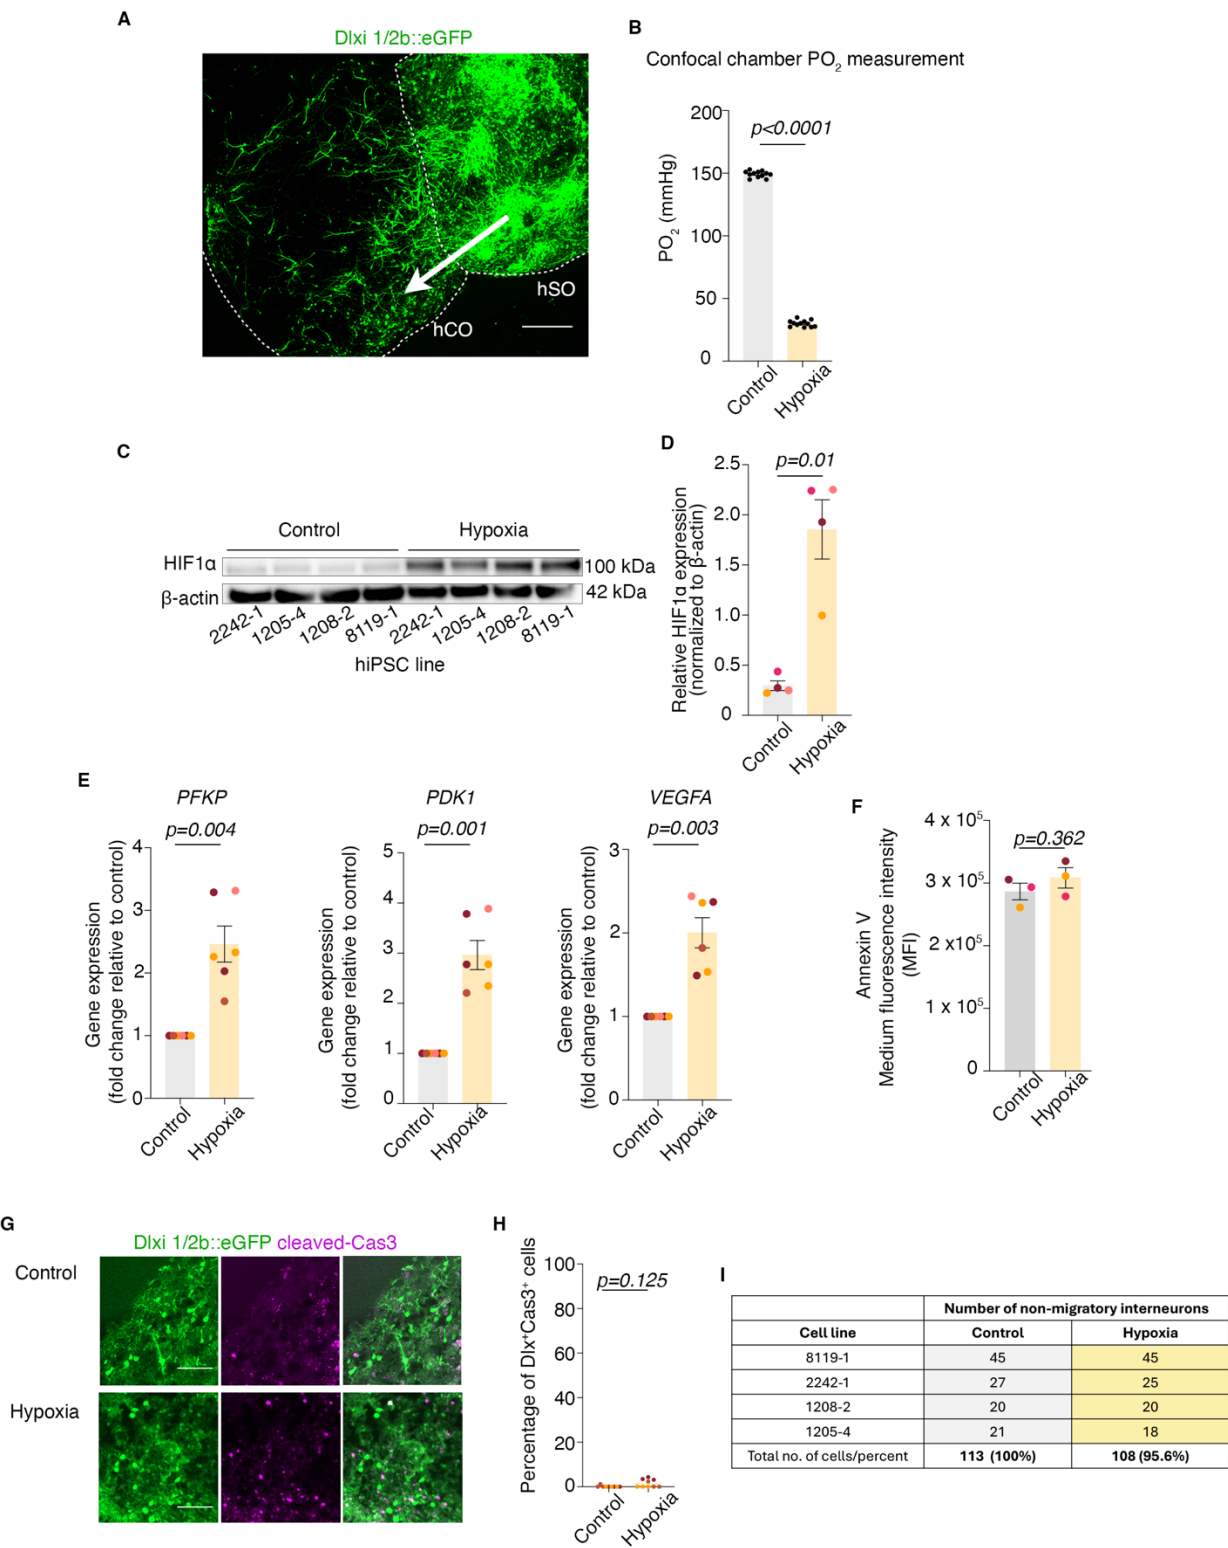 A
Dlxi 1/2b::eGFP
hSO
hCO
B
Confocal chamber PO2 measurement
PO2 (mmHg)
200
150
100
50
0
p<0.0001
Control
Hypoxia
C
Control
Hypoxia
HIF1α
100 kDa
β-actin
42 kDa
2242-1
1205-4
1208-2
8119-1
2242-1
1205-4
1208-2
8119-1
hiPSC line
D
Relative HIF1α expression
(normalized to β-actin)
2.5
2.0
1.5
1.0
0.5
0
p=0.01
Control
Hypoxia
E
PFKP
p=0.004
Gene expression
(fold change relative to control)
4
3
2
1
0
Control
Hypoxia
PDK1
p=0.001
Gene expression
(fold change relative to control)
5
4
3
2
1
0
Control
Hypoxia
VEGFA
p=0.003
Gene expression
(fold change relative to control)
3
2
1
0
Control
Hypoxia
F
Annexin V
Medium fluorescence intensity
(MFI)
4 x 10⁵
3 x 10⁵
2 x10⁵
1 x 10⁵
0
p=0.362
Control
Hypoxia
G
Dlxi 1/2b::eGFP cleaved-Cas3
Control
Hypoxia
H
Percentage of Dlx⁺Cas3⁺ cells
100
80
60
40
20
0
p=0.125
Control
Hypoxia
I
Number of non-migratory interneurons
Cell line Control Hypoxia
8119-1 45 45
2242-1 27 25
1208-2 20 20
1205-4 21 18
Total no. of cells/percent 113 (100%) 108 (95.6%)